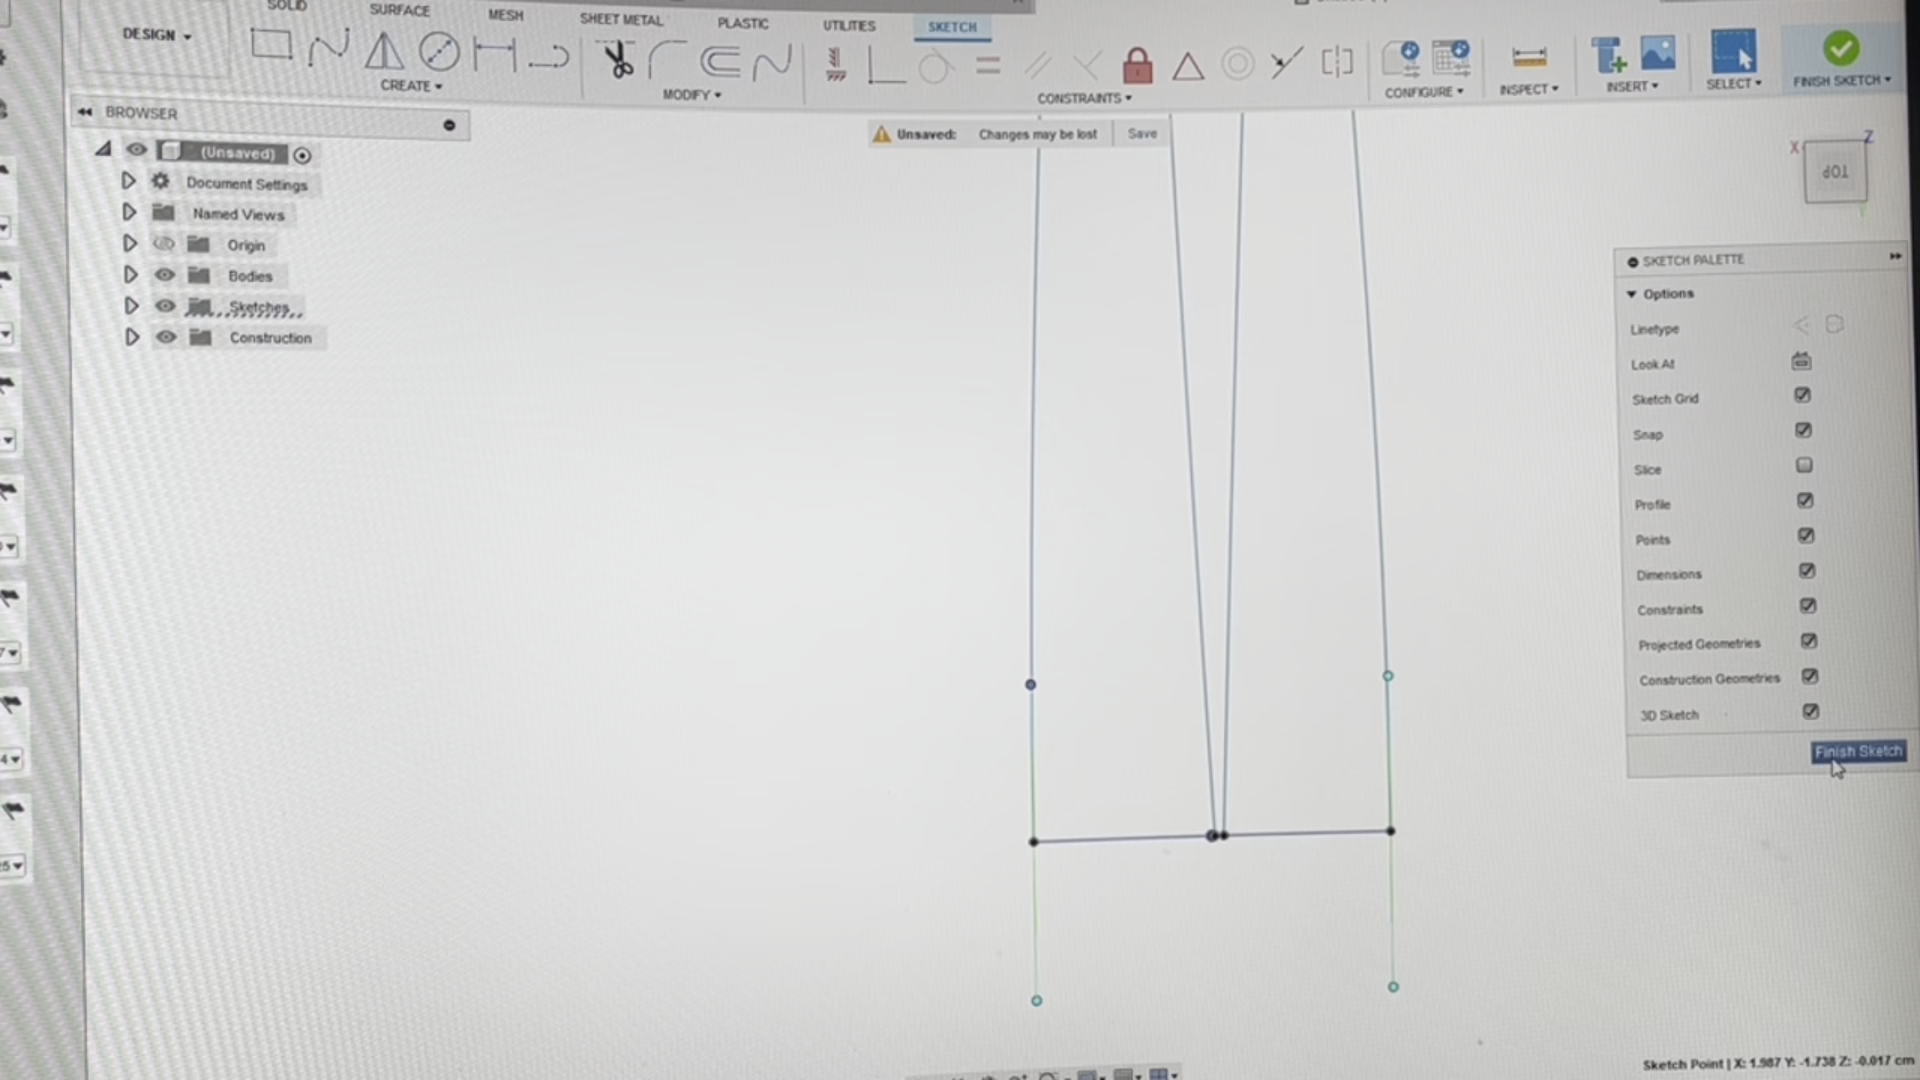 SOLID
SURFACE
MESH
SHEET METAL
PLASTIC
UTILITIES
SKETCH
DESIGN
CREATE
MODIFY
CONSTRAINTS
CONFIGURE
INSPECT
INSERT
SELECT
FINISH SKETCH
BROWSER
Unsaved: Changes may be lost Save
(Unsaved)
Document Settings
Named Views
Origin
Bodies
Sketches
Construction
X
Z
TOP
SKETCH PALETTE
Options
Linetype
Look At
Sketch Grid
Snap
Slice
Profile
Points
Dimensions
Constraints
Projected Geometries
Construction Geometries
3D Sketch
Finish Sketch
Sketch Point | X: 1.987 Y: -1.738 Z: -0.017 cm